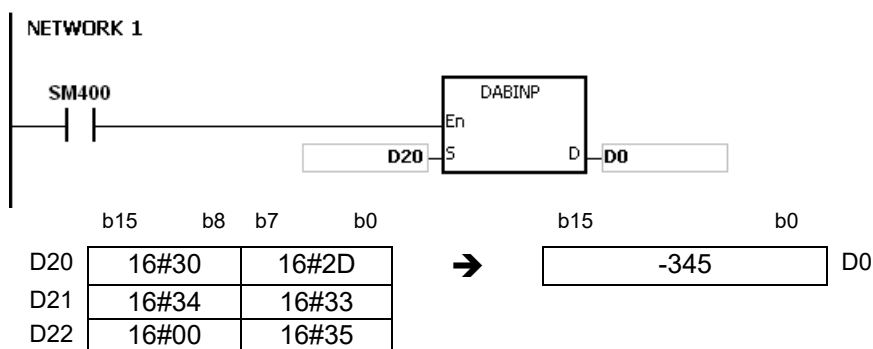 NETWORK 1
SM400
DABINP
En
D20 S D D0
b15 b8 b7 b0 b15 b0
D20 16#30 16#2D ➔ -345 D0
D21 16#34 16#33
D22 16#00 16#35